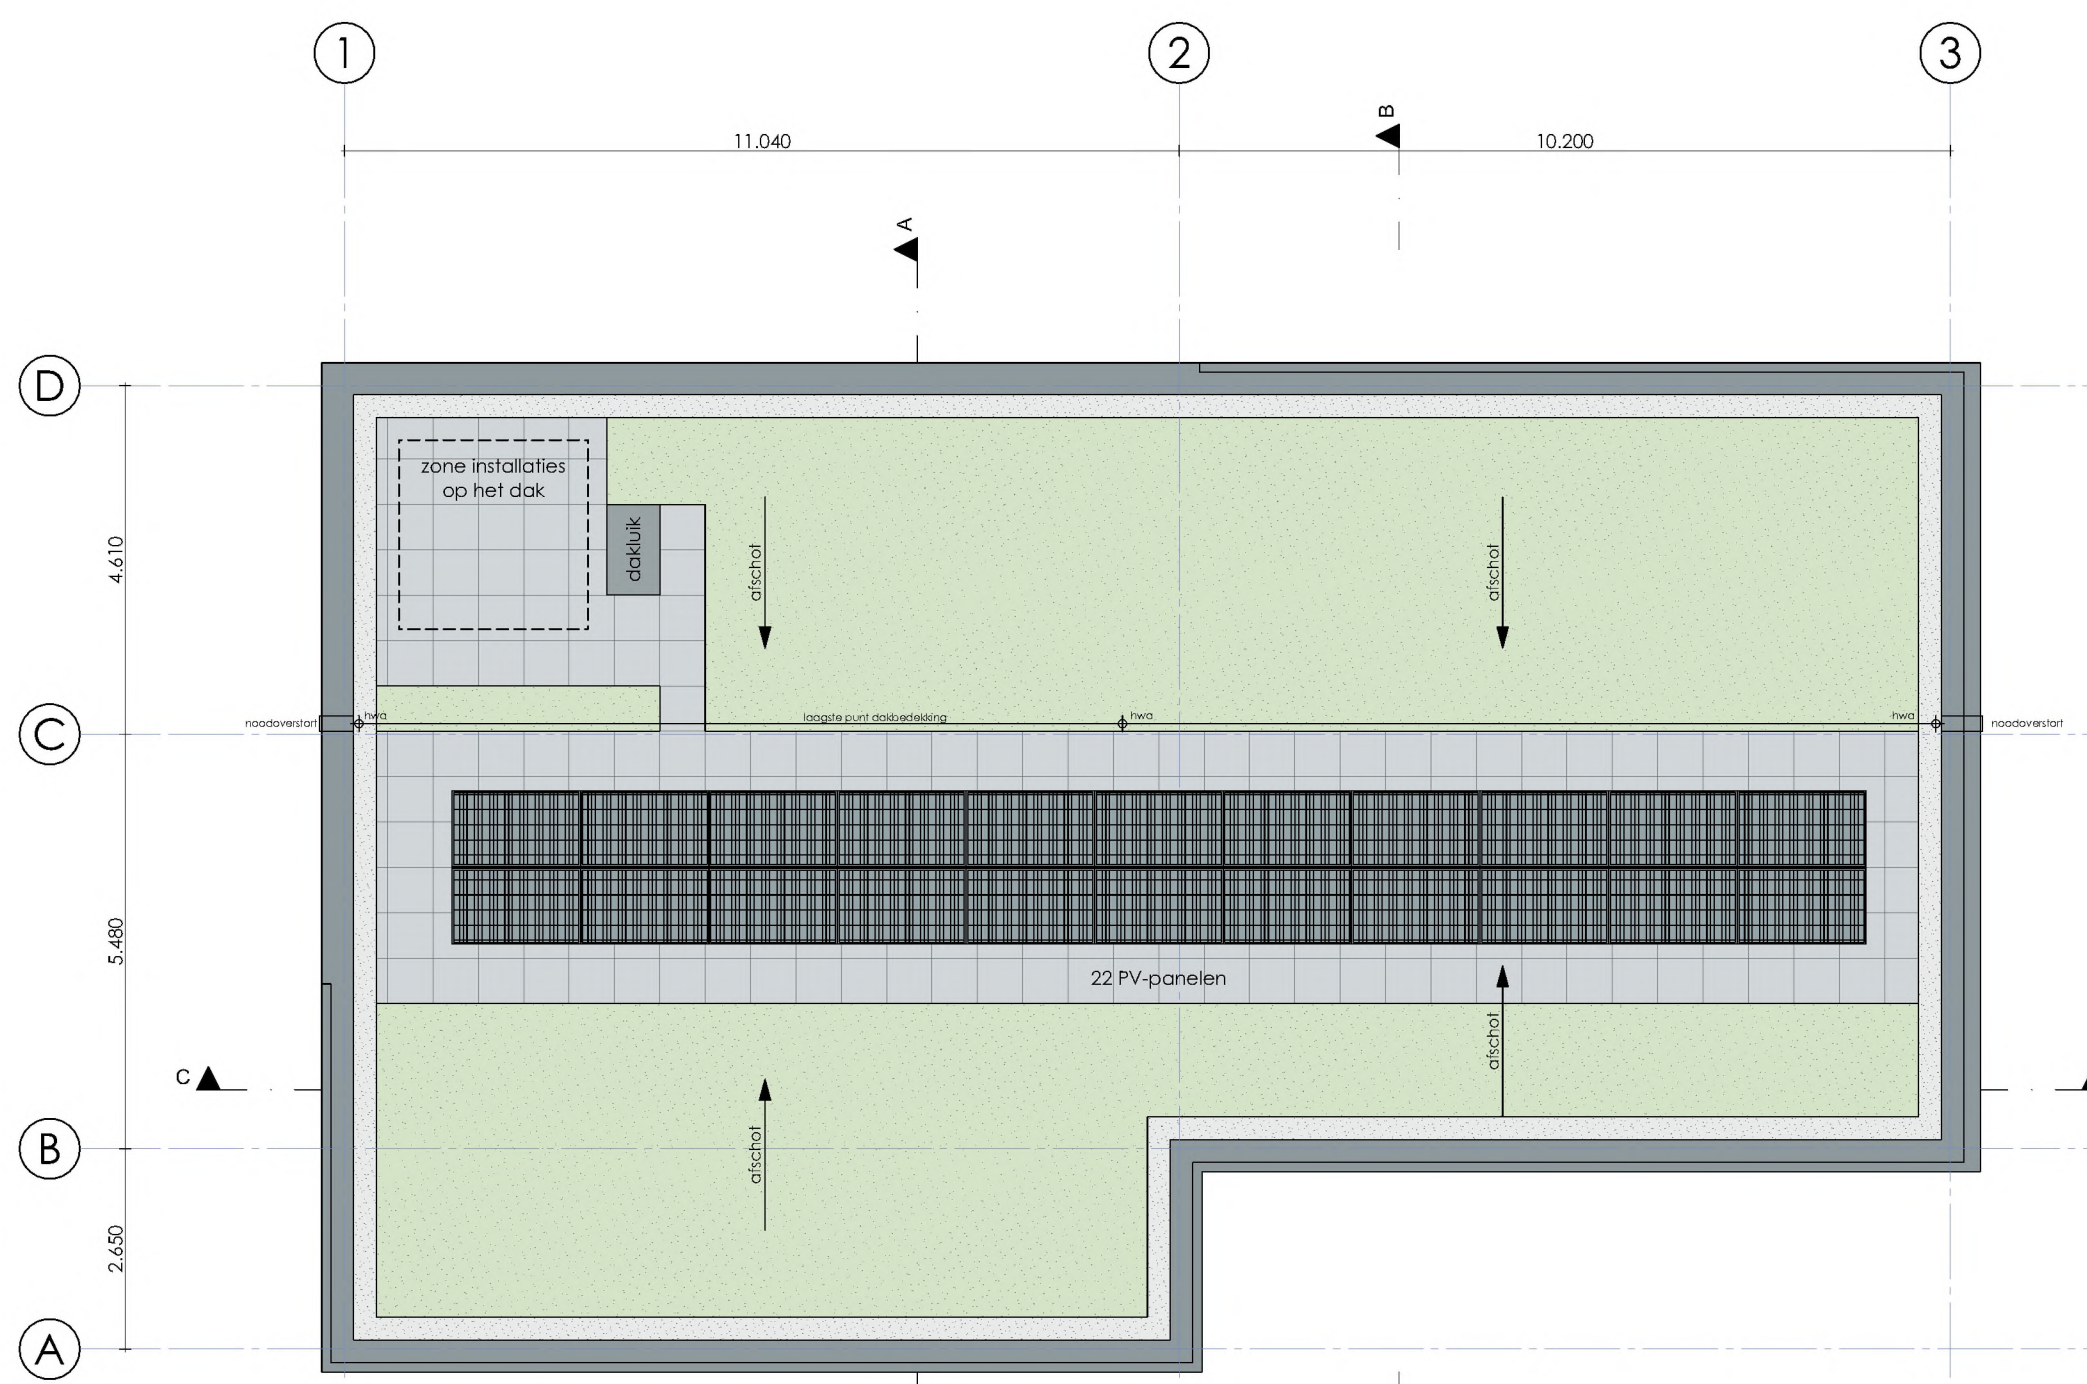 1
2
3
B
11.040
10.200
A
D
zone installaties
op het dak
dakluik
4.610
afschot
afschot
C
noodoverstort
hwa
laagste punt dakbedekking
hwa
hwa
noodoverstort
5.480
22 PV-panelen
afschot
C
B
afschot
2.650
A